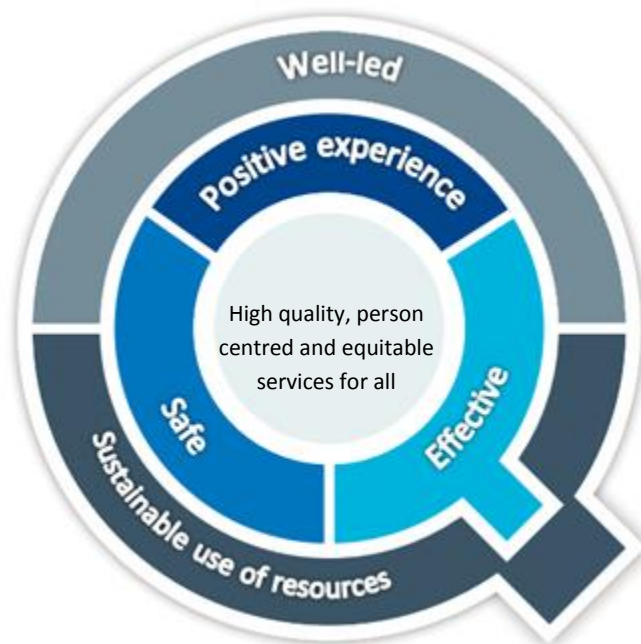 Well-led
Positive experience
High quality, person
centred and equitable
services for all
Safe
Effective
Sustainable use of resources